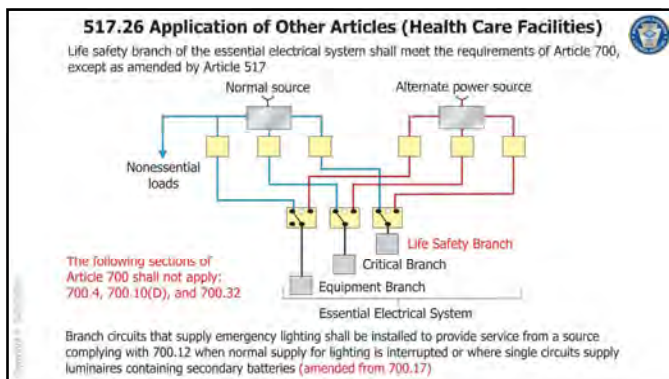 517.26 Application of Other Articles (Health Care Facilities)
Life safety branch of the essential electrical system shall meet the requirements of Article 700,
except as amended by Article 517
Normal source
Alternate power source
Nonessential
loads
Life Safety Branch
The following sections of
Article 700 shall not apply:
700.4, 700.10(D), and 700.32
Critical Branch
Equipment Branch
Essential Electrical System
Branch circuits that supply emergency lighting shall be installed to provide service from a source
complying with 700.12 when normal supply for lighting is interrupted or where single circuits supply
luminaires containing secondary batteries (amended from 700.17)